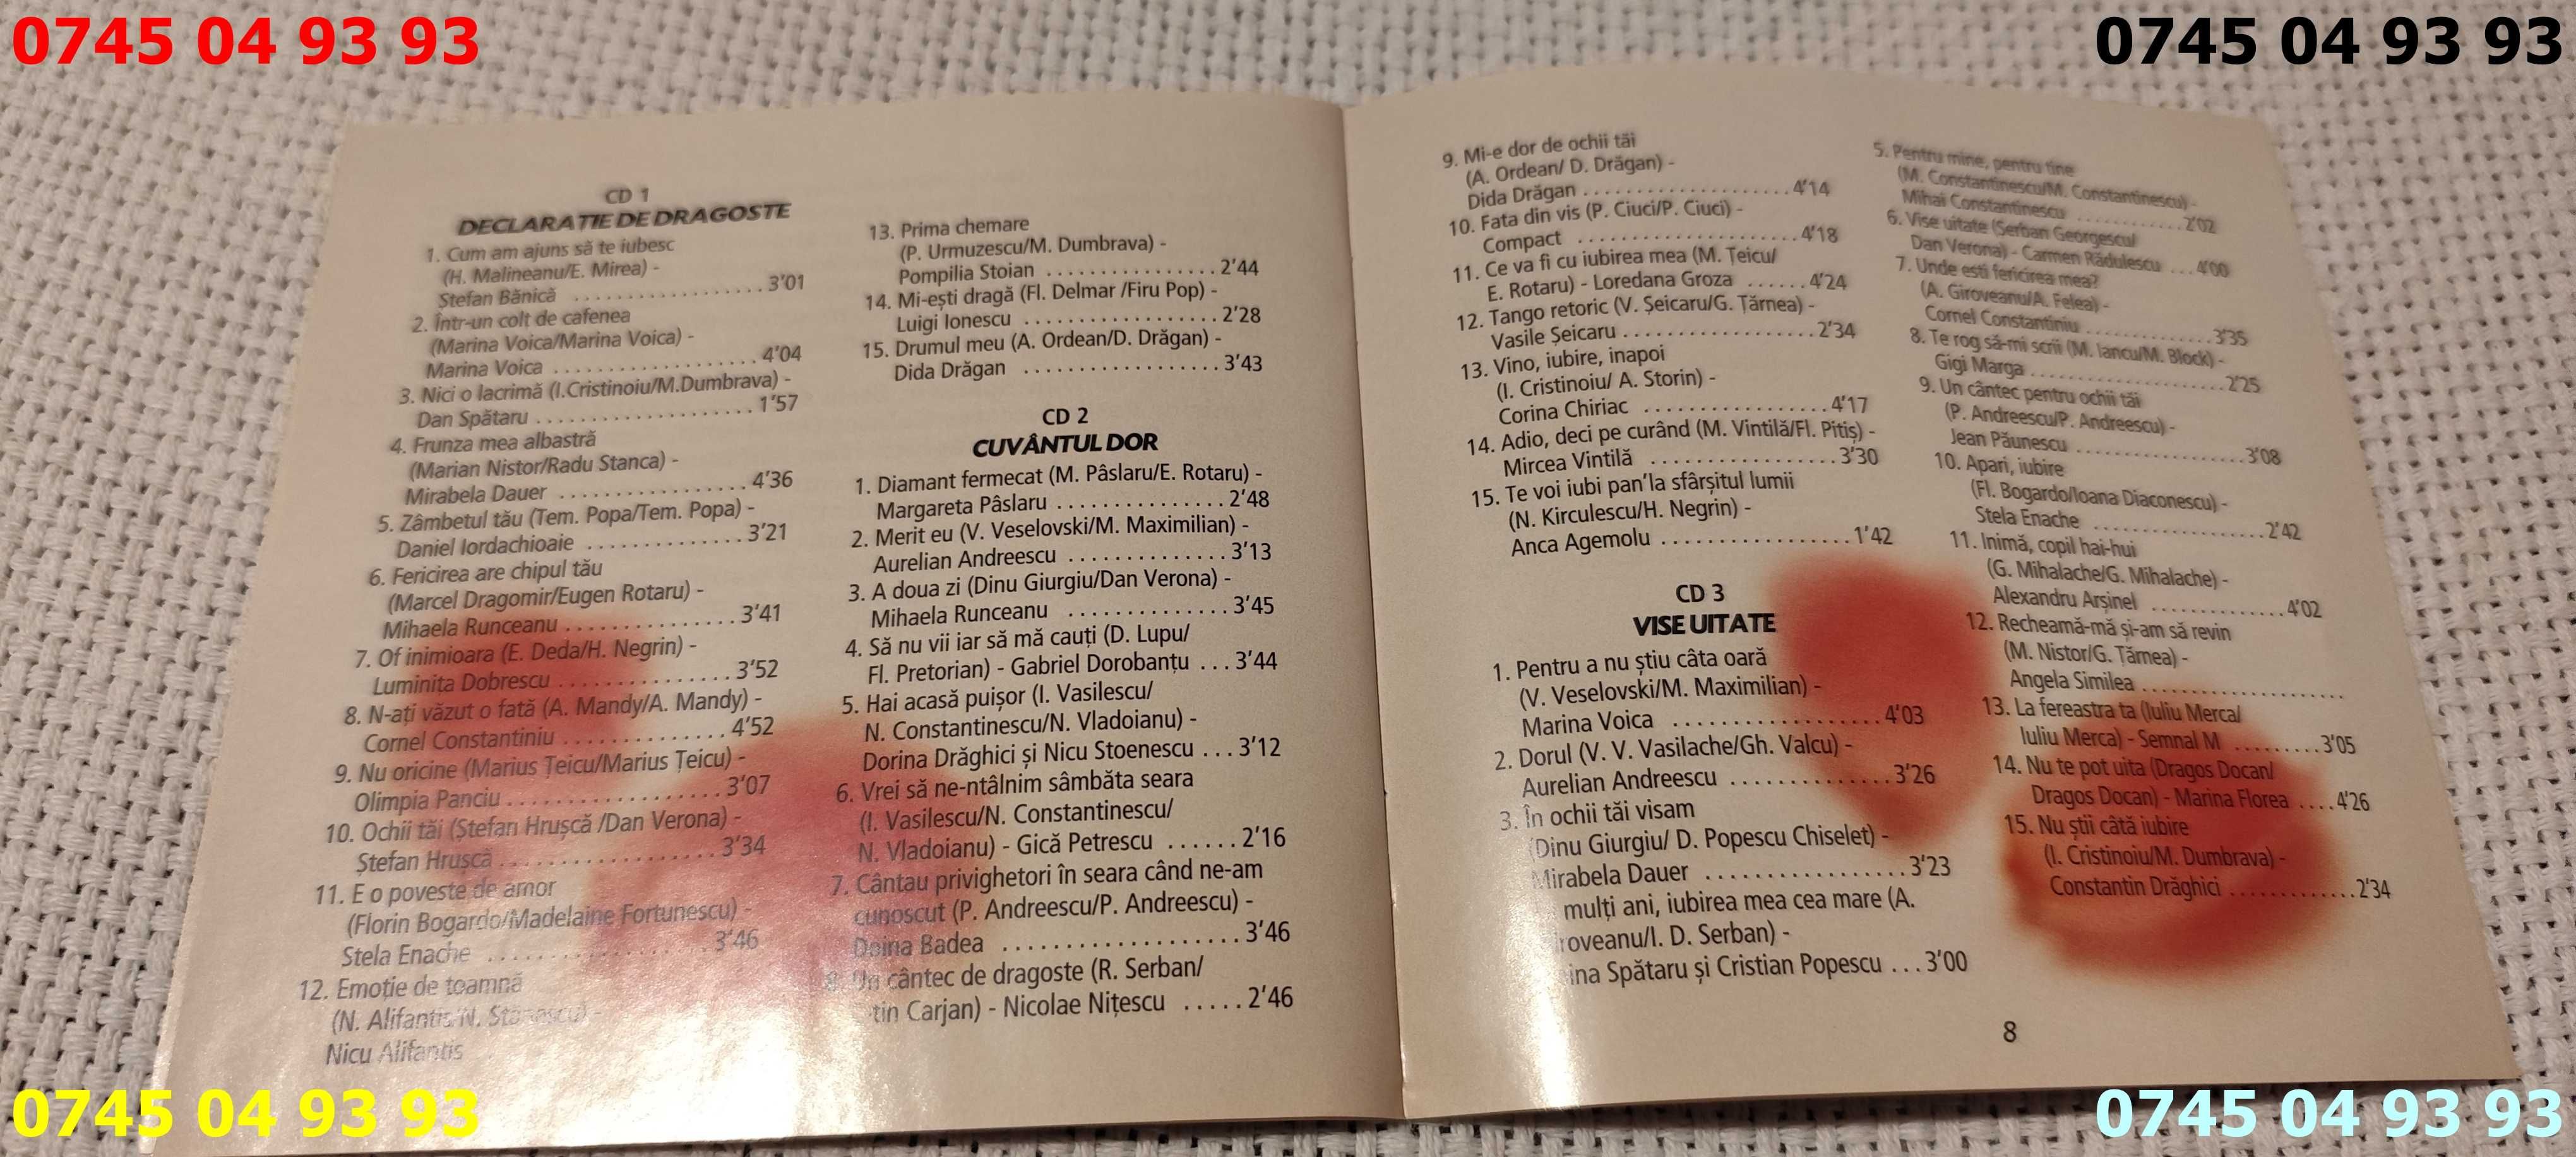 0745 04 93 93
0745 04 93 93
CD 1
DECLARATIE DE DRAGOSTE
1. Cum am ajuns să te iubesc
(H. Malineanu/E. Mirea) -
Stefan Bănică .................. 3'01
2. Într-un colt de cafenea
(Marina Voica/Marina Voica) -
Marina Voica ................... 4'04
3. Nici o lacrimă (I.Cristinoiu/M.Dumbrava) -
Dan Spătaru .................... 1'57
4. Frunza mea albastră
(Marian Nistor/Radu Stanca) -
Mirabela Dauer ................. 4'36
5. Zâmbetul tău (Tem. Popa/Tem. Popa) -
Daniel Iordachioaie .............. 3'21
6. Fericirea are chipul tău
(Marcel Dragomir/Eugen Rotaru) -
Mihaela Runceanu ............... 3'41
7. Of inimioara (E. Deda/H. Negrin) -
Luminita Dobrescu ............... 3'52
8. N-ați văzut o fată (A. Mandy/A. Mandy) -
Cornel Constantiniu .............. 4'52
9. Nu oricine (Marius Țeicu/Marius Țeicu) -
Olimpia Panciu .................. 3'07
10. Ochii tăi (Ștefan Hrușcă /Dan Verona) -
Ștefan Hrușcă .................. 3'34
11. E o poveste de amor
(Florin Bogardo/Madelaine Fortunescu) -
Stela Enache ................... 3'46
12. Emoție de toamnă
(N. Alifantis/N. Stănescu) -
Nicu Alifantis
13. Prima chemare
(P. Urmuzescu/M. Dumbrava) -
Pompilia Stoian ................ 2'44
14. Mi-ești dragă (Fl. Delmar /Firu Pop) -
Luigi Ionescu .................. 2'28
15. Drumul meu (A. Ordean/D. Drăgan) -
Dida Drăgan .................. 3'43
CD 2
CUVÂNTUL DOR
1. Diamant fermecat (M. Pâslaru/E. Rotaru) -
Margareta Pâslaru ............... 2'48
2. Merit eu (V. Veselovski/M. Maximilian) -
Aurelian Andreescu .............. 3'13
3. A doua zi (Dinu Giurgiu/Dan Verona) -
Mihaela Runceanu .............. 3'45
4. Să nu vii iar să mă cauți (D. Lupu/
Fl. Pretorian) - Gabriel Dorobanțu ... 3'44
5. Hai acasă puișor (I. Vasilescu/
N. Constantinescu/N. Vladoianu) -
Dorina Drăghici și Nicu Stoenescu ... 3'12
6. Vrei să ne-ntâlnim sâmbăta seara
(I. Vasilescu/N. Constantinescu/
N. Vladoianu) - Gică Petrescu ...... 2'16
7. Cântau privighetori în seara când ne-am
cunoscut (P. Andreescu/P. Andreescu) -
Doina Badea ................... 3'46
8. Un cântec de dragoste (R. Serban/
tin Carjan) - Nicolae Nițescu ..... 2'46
9. Mi-e dor de ochii tăi
(A. Ordean/ D. Drăgan) -
Dida Drăgan .................... 4'14
10. Fata din vis (P. Ciuci/P. Ciuci) -
Compact ..................... 4'18
11. Ce va fi cu iubirea mea (M. Țeicu/
E. Rotaru) - Loredana Groza ...... 4'24
12. Tango retoric (V. Șeicaru/G. Țărnea) -
Vasile Șeicaru ................... 2'34
13. Vino, iubire, inapoi
(I. Cristinoiu/ A. Storin) -
Corina Chiriac .................. 4'17
14. Adio, deci pe curând (M. Vintilă/Fl. Pitiș) -
Mircea Vintilă .................. 3'30
15. Te voi iubi pan'la sfârșitul lumii
(N. Kirculescu/H. Negrin) -
Anca Agemolu ................. 1'42
CD 3
VISE UITATE
1. Pentru a nu știu câta oară
(V. Veselovski/M. Maximilian) -
Marina Voica .................... 4'03
2. Dorul (V. V. Vasilache/Gh. Valcu) -
Aurelian Andreescu ............... 3'26
3. În ochii tăi visam
(Dinu Giurgiu/ D. Popescu Chiselet) -
Mirabela Dauer ................. 3'23
mulți ani, iubirea mea cea mare (A.
roveanu/I. D. Serban) -
ina Spătaru și Cristian Popescu ... 3'00
5. Pentru mine, pentru tine
(M. Constantinescu/M. Constantinescu) -
Mihai Constantinescu ........... 2'02
6. Vise uitate (Serban Georgescu/
Dan Verona) - Carmen Rădulescu ... 4'00
7. Unde esti fericirea mea?
(A. Giroveanu/A. Felea) -
Cornel Constantiniu ............. 3'35
8. Te rog să-mi scrii (M. Iancu/M. Block) -
Gigi Marga ................... 2'25
9. Un cântec pentru ochii tăi
(P. Andreescu/P. Andreescu) -
Jean Păunescu ................. 3'08
10. Apari, iubire
(Fl. Bogardo/Ioana Diaconescu) -
Stela Enache ................. 2'42
11. Inimă, copil hai-hui
(G. Mihalache/G. Mihalache) -
Alexandru Arșinel ............. 4'02
12. Recheamă-mă și-am să revin
(M. Nistor/G. Țărnea) -
Angela Similea ....................
13. La fereastra ta (Iuliu Merca/
Iuliu Merca) - Semnal M ......... 3'05
14. Nu te pot uita (Dragos Docan/
Dragos Docan) - Marina Florea .... 4'26
15. Nu știi câtă iubire
(I. Cristinoiu/M. Dumbrava) -
Constantin Drăghici ............ 2'34
8
0745 04 93 93
0745 04 93 93